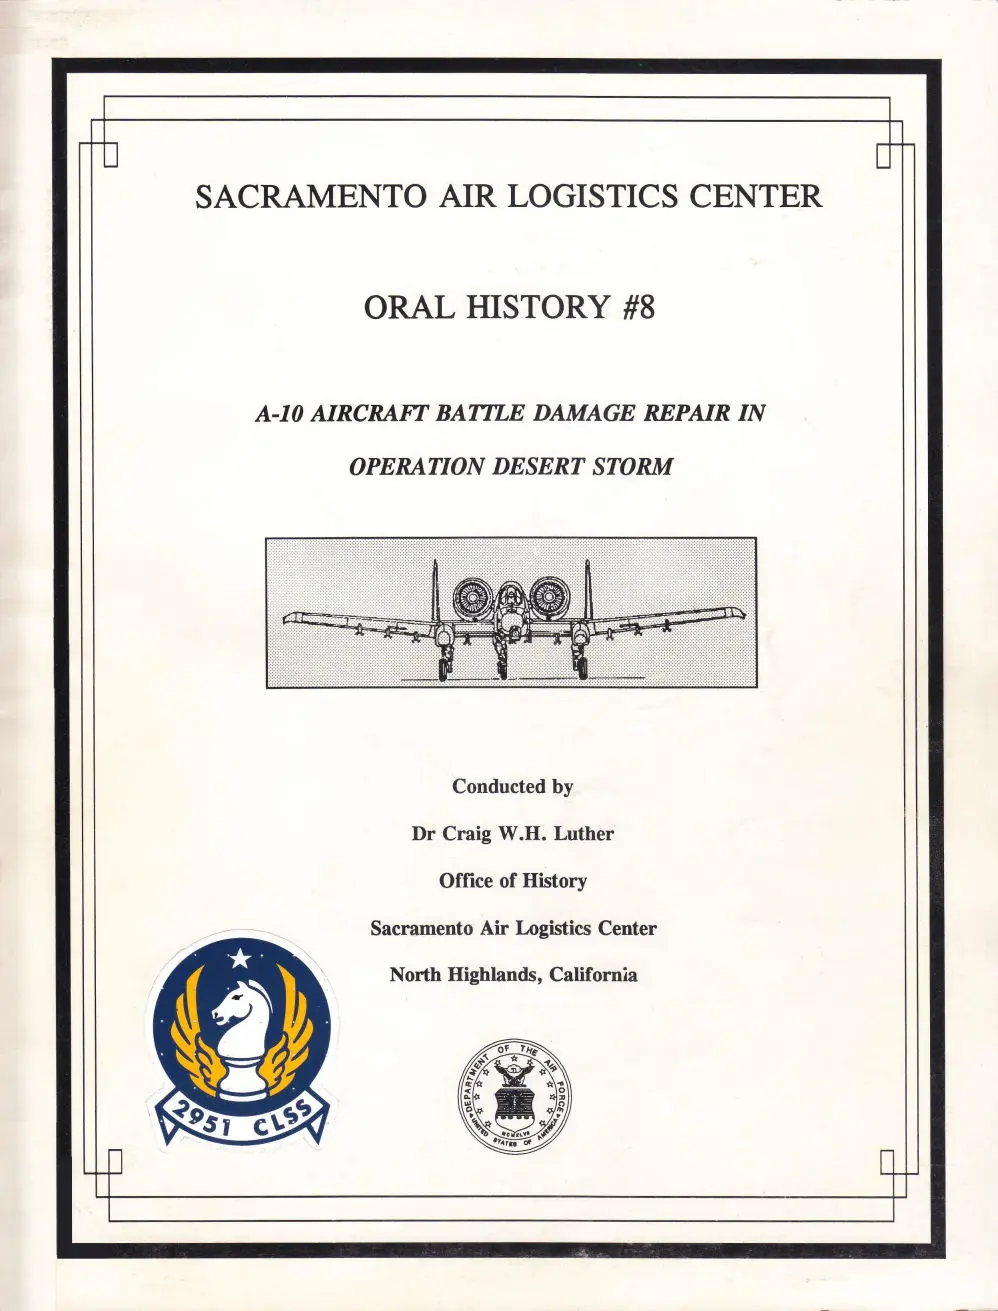 SACRAMENTO AIR LOGISTICS CENTER
ORAL HISTORY #8
A-10 AIRCRAFT BATTLE DAMAGE REPAIR IN
OPERATION DESERT STORM
Conducted by
Dr Craig W.H. Luther
Office of History
Sacramento Air Logistics Center
North Highlands, California
2951 CLSS
DEPARTMENT OF THE AIR FORCE
UNITED STATES OF AMERICA
MCMXLVII